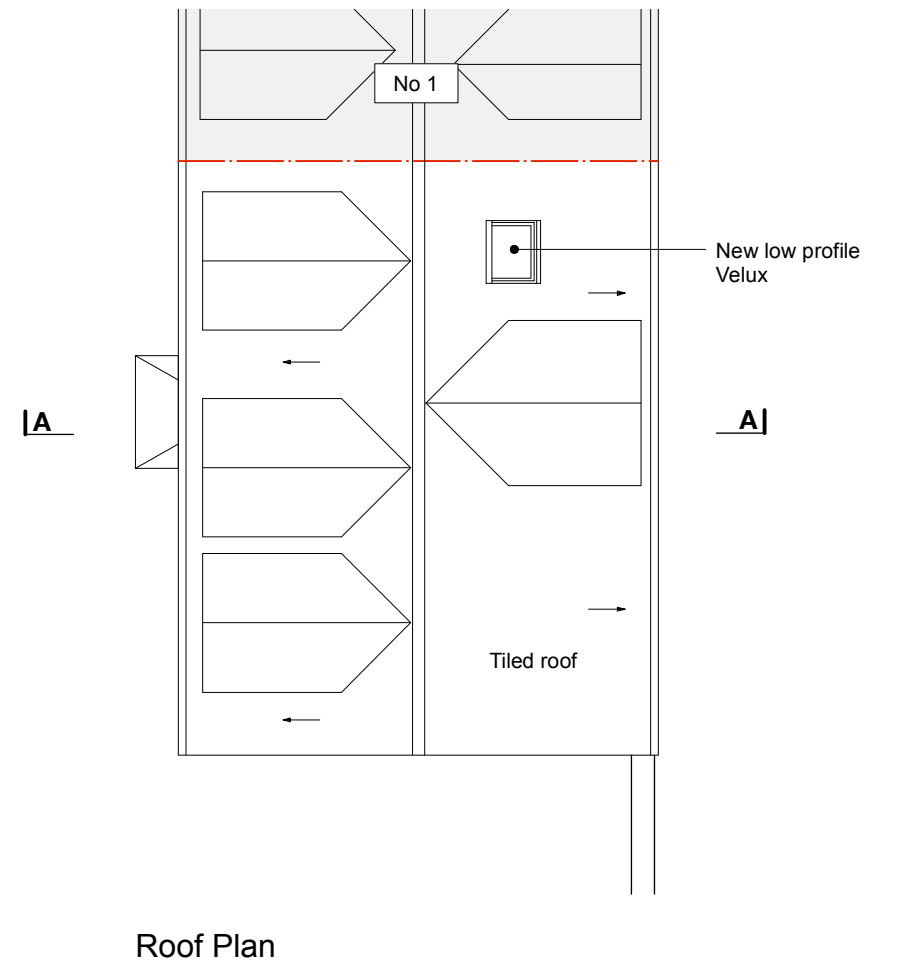 No 1
New low profile
Velux
A
A
Tiled roof
Roof Plan